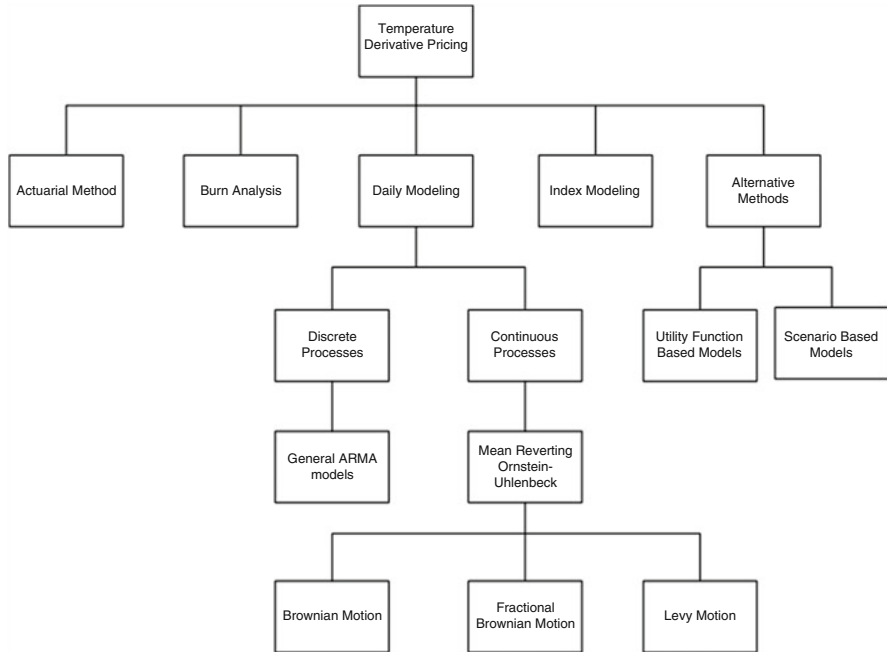 Temperature
Derivative Pricing
Actuarial Method
Burn Analysis
Daily Modeling
Index Modeling
Alternative
Methods
Discrete
Processes
Continuous
Processes
Utility Function
Based Models
Scenario Based
Models
General ARMA
models
Mean Reverting
Ornstein-
Uhlenbeck
Brownian Motion
Fractional
Brownian Motion
Levy Motion